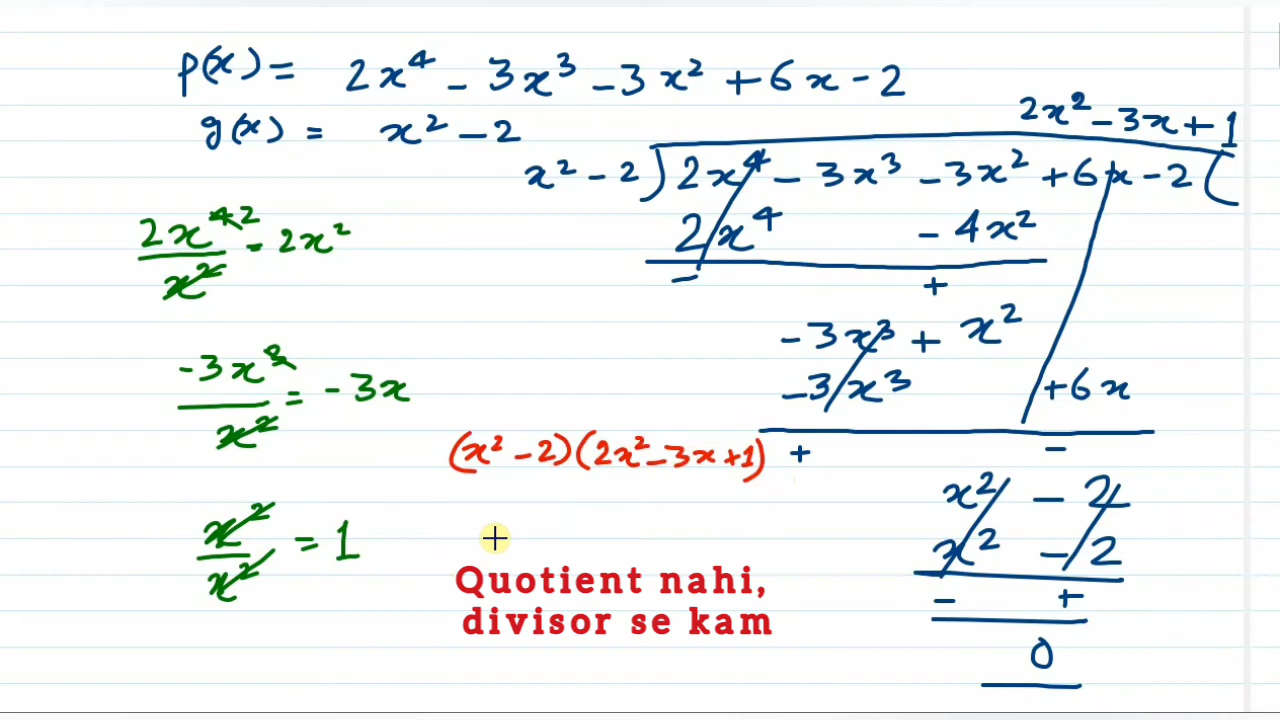 p(x) = 2x⁴ - 3x³ - 3x² + 6x - 2
g(x) = x² - 2
2x² - 3x + 1
x² - 2 ) 2x⁴ - 3x³ - 3x² + 6x - 2 (
2x⁴ - 4x²
- +
2x⁴/x² = 2x²
-3x³ + x²
-3x³ +6x
+ -
-3x³/x² = -3x
(x² - 2)(2x² - 3x + 1)
x² - 2
x² - 2
- +
0
x²/x² = 1
Quotient nahi,
divisor se kam